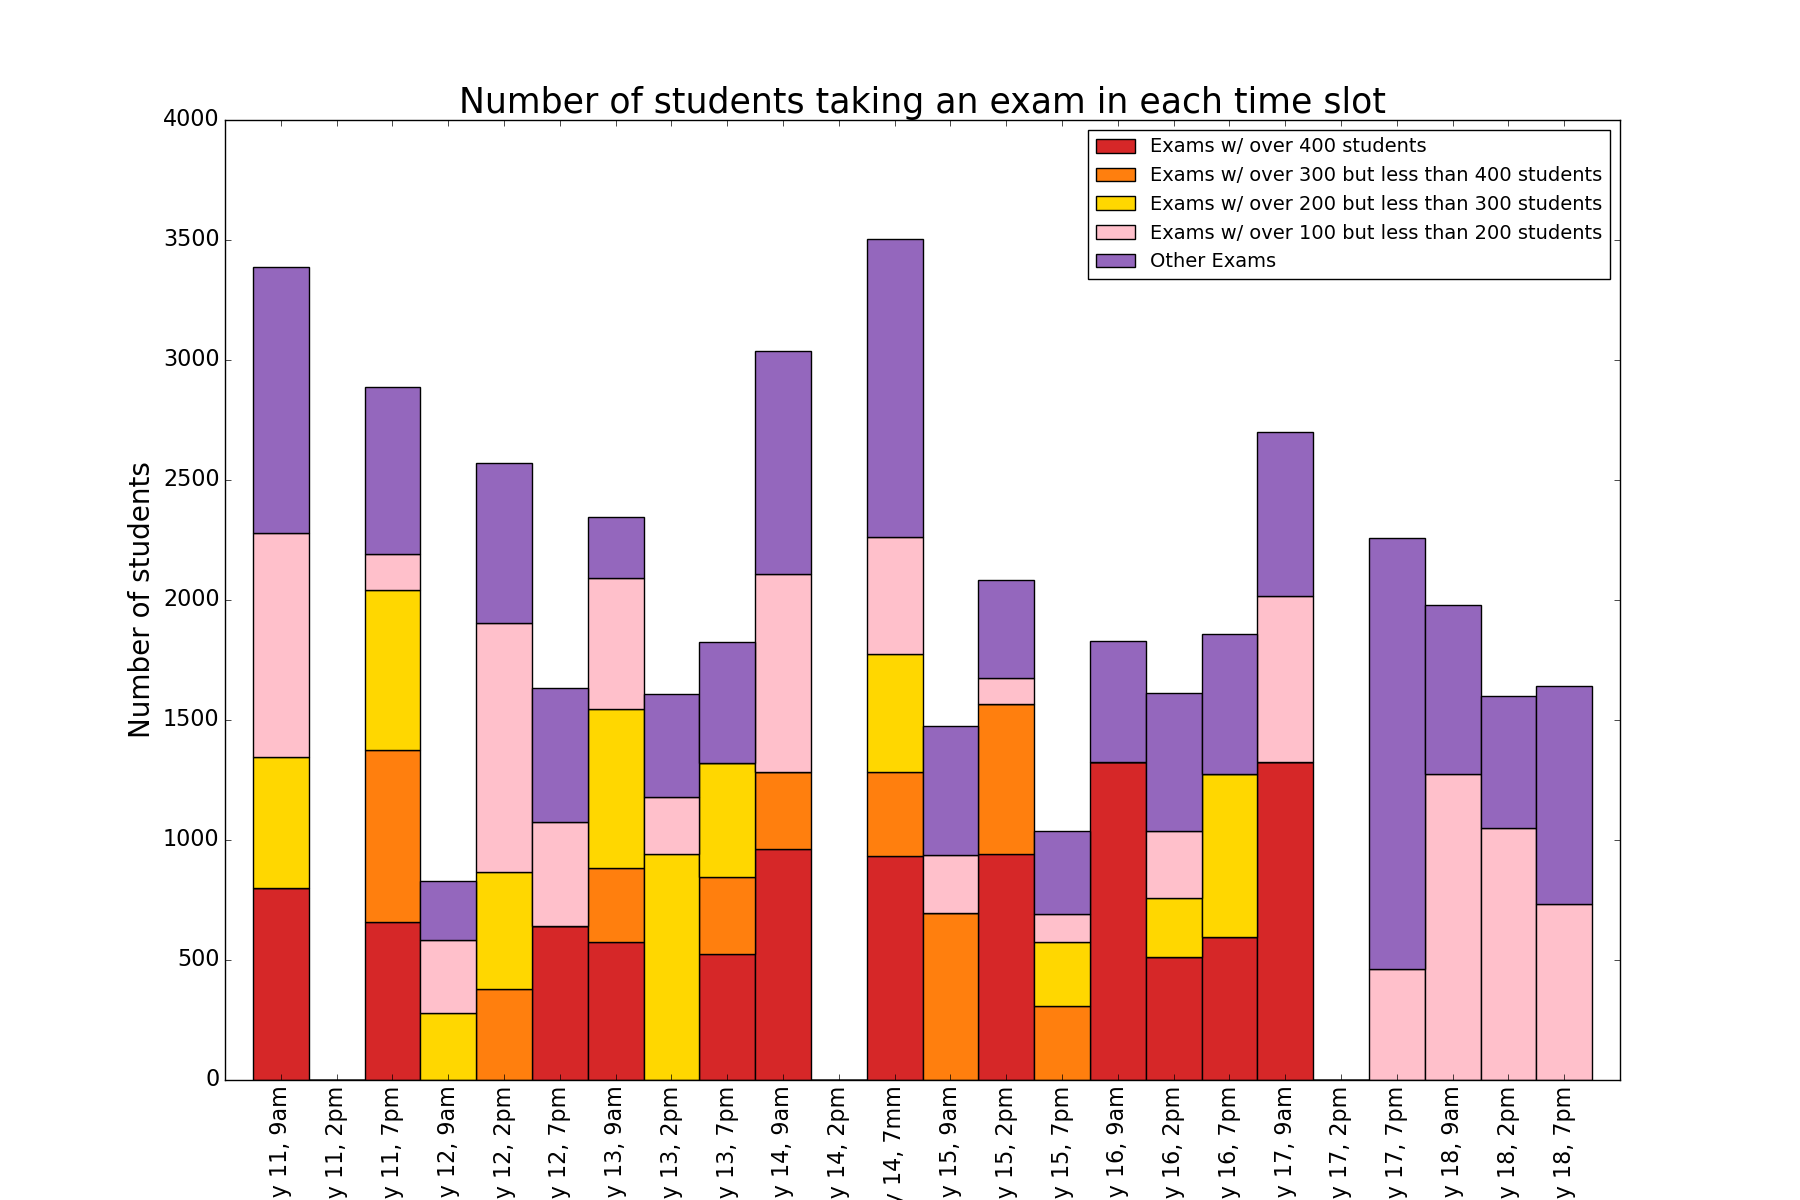 Number of students taking an exam in each time slot
Exams w/ over 400 students
Exams w/ over 300 but less than 400 students
Exams w/ over 200 but less than 300 students
Exams w/ over 100 but less than 200 students
Other Exams
Number of students
4000
3500
3000
2500
2000
1500
1000
500
0
y 11, 9am
y 11, 2pm
y 11, 7pm
y 12, 9am
y 12, 2pm
y 12, 7pm
y 13, 9am
y 13, 2pm
y 13, 7pm
y 14, 9am
y 14, 2pm
y 14, 7mm
y 15, 9am
y 15, 2pm
y 15, 7pm
y 16, 9am
y 16, 2pm
y 16, 7pm
y 17, 9am
y 17, 2pm
y 17, 7pm
y 18, 9am
y 18, 2pm
y 18, 7pm